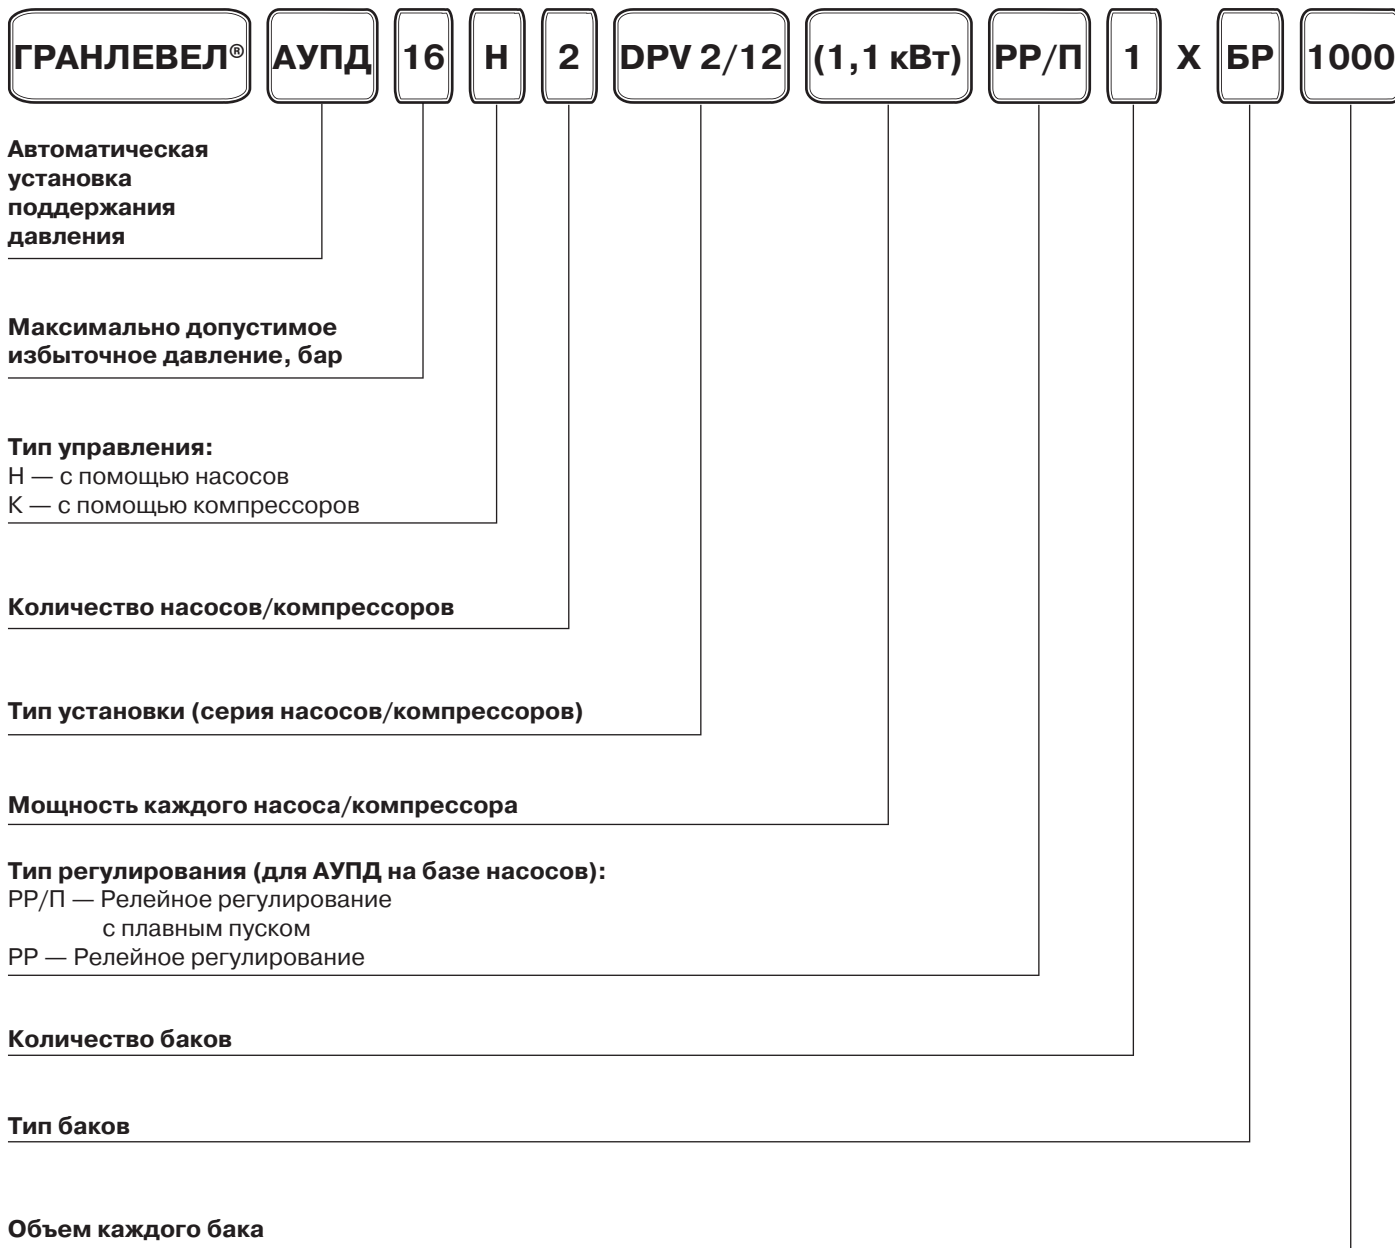 ГРАНЛЕВЕЛ® АУПД 16 Н 2 DPV 2/12 (1,1 кВт) РР/П 1 Х БР 1000
Автоматическая
установка
поддержания
давления
Максимально допустимое
избыточное давление, бар
Тип управления:
Н — с помощью насосов
К — с помощью компрессоров
Количество насосов/компрессоров
Тип установки (серия насосов/компрессоров)
Мощность каждого насоса/компрессора
Тип регулирования (для АУПД на базе насосов):
РР/П — Релейное регулирование
с плавным пуском
РР — Релейное регулирование
Количество баков
Тип баков
Объем каждого бака